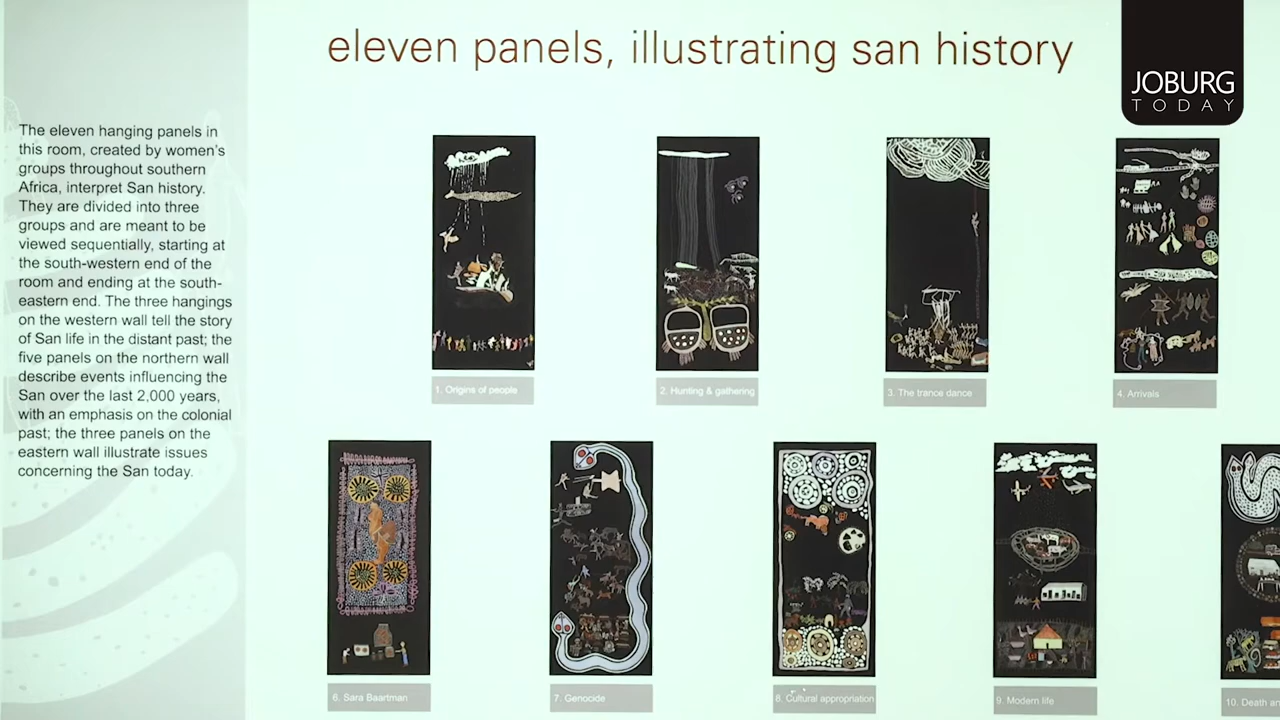 eleven panels, illustrating san history
JOBURG
TODAY
The eleven hanging panels in
this room, created by women's
groups throughout southern
Africa, interpret San history.
They are divided into three
groups and are meant to be
viewed sequentially, starting at
the south-western end of the
room and ending at the south-
eastern end. The three hangings
on the western wall tell the story
of San life in the distant past; the
five panels on the northern wall
describe events influencing the
San over the last 2,000 years,
with an emphasis on the colonial
past; the three panels on the
eastern wall illustrate issues
concerning the San today.
1. Origins of people
2. Hunting & gathering
3. The trance dance
4. Arrivals
6. Sara Baartman
7. Genocide
8. Cultural appropriation
9. Modern life
10. Death an